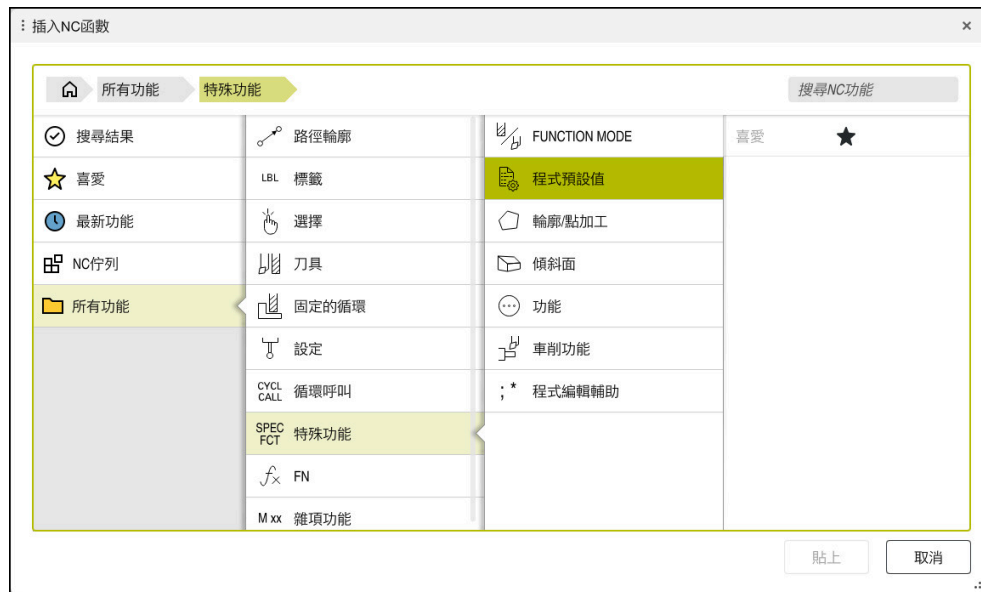 插入NC函數
×
所有功能
特殊功能
搜尋NC功能
搜尋結果
喜愛
最新功能
NC佇列
所有功能
路徑輪廓
LBL 標籤
選擇
刀具
固定的循環
設定
CYCL CALL 循環呼叫
SPEC FCT 特殊功能
fx FN
M xx 雜項功能
FUNCTION MODE
程式預設值
輪廓/點加工
傾斜面
功能
車削功能
;* 程式編輯輔助
喜愛
貼上
取消